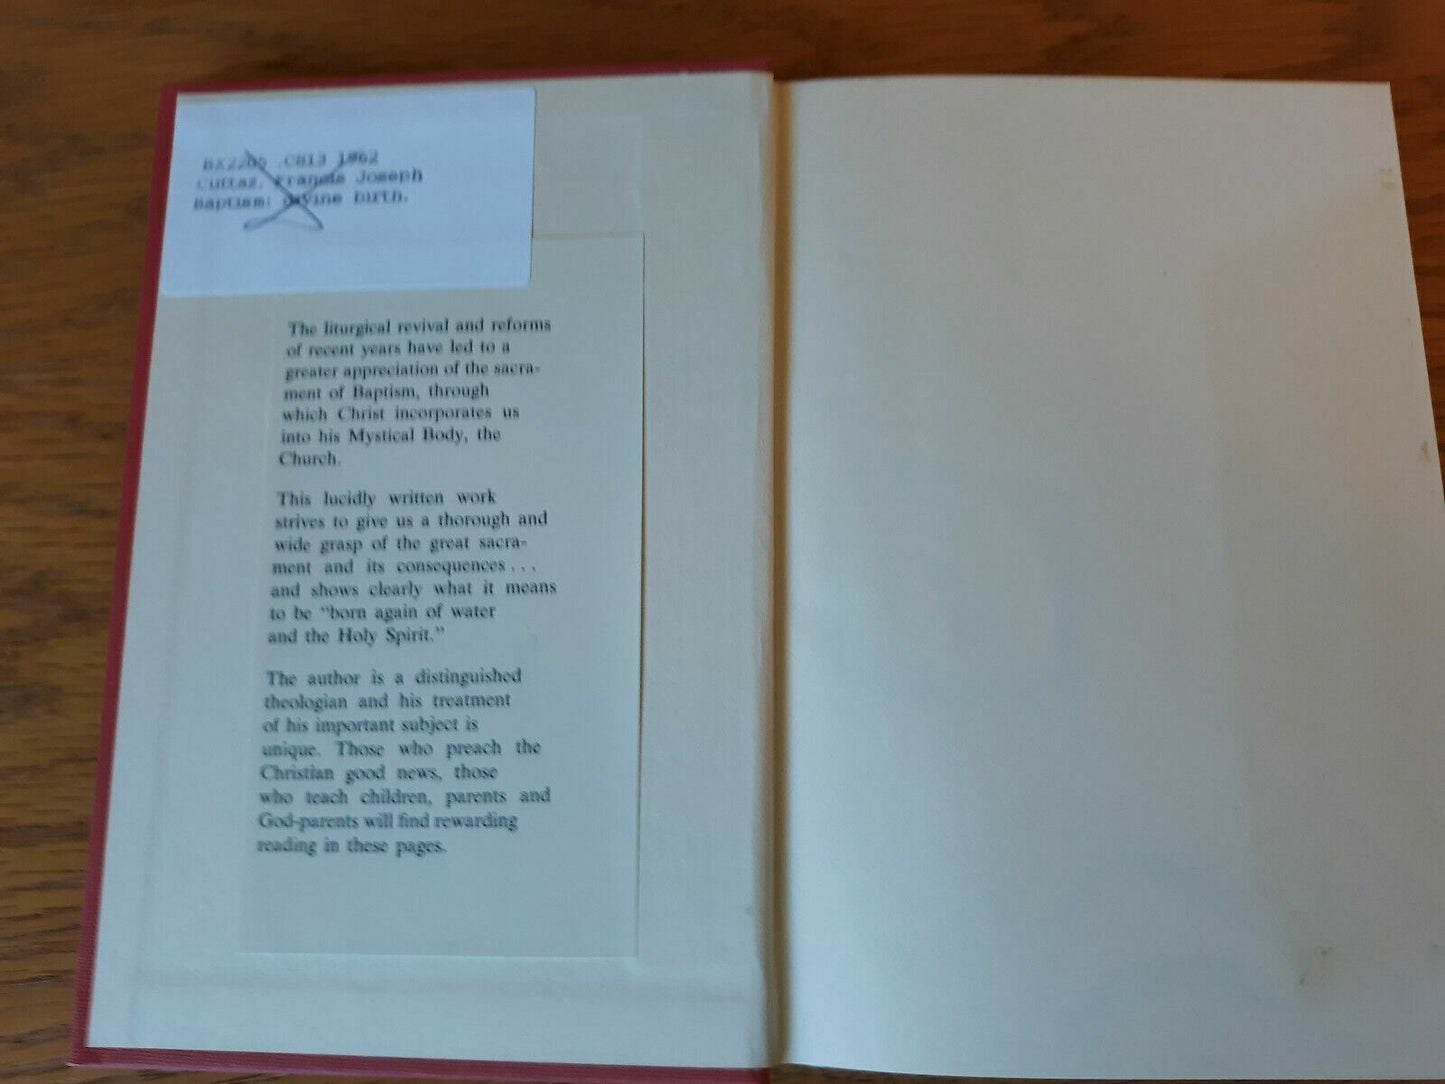 BX2205 .C813 1962
Cuttaz, Francis Joseph
Baptism: divine birth.
The liturgical revival and reforms
of recent years have led to a
greater appreciation of the sacra-
ment of Baptism, through
which Christ incorporates us
into his Mystical Body, the
Church.
This lucidly written work
strives to give us a thorough and
wide grasp of the great sacra-
ment and its consequences . . .
and shows clearly what it means
to be “born again of water
and the Holy Spirit.”
The author is a distinguished
theologian and his treatment
of his important subject is
unique. Those who preach the
Christian good news, those
who teach children, parents and
God-parents will find rewarding
reading in these pages.